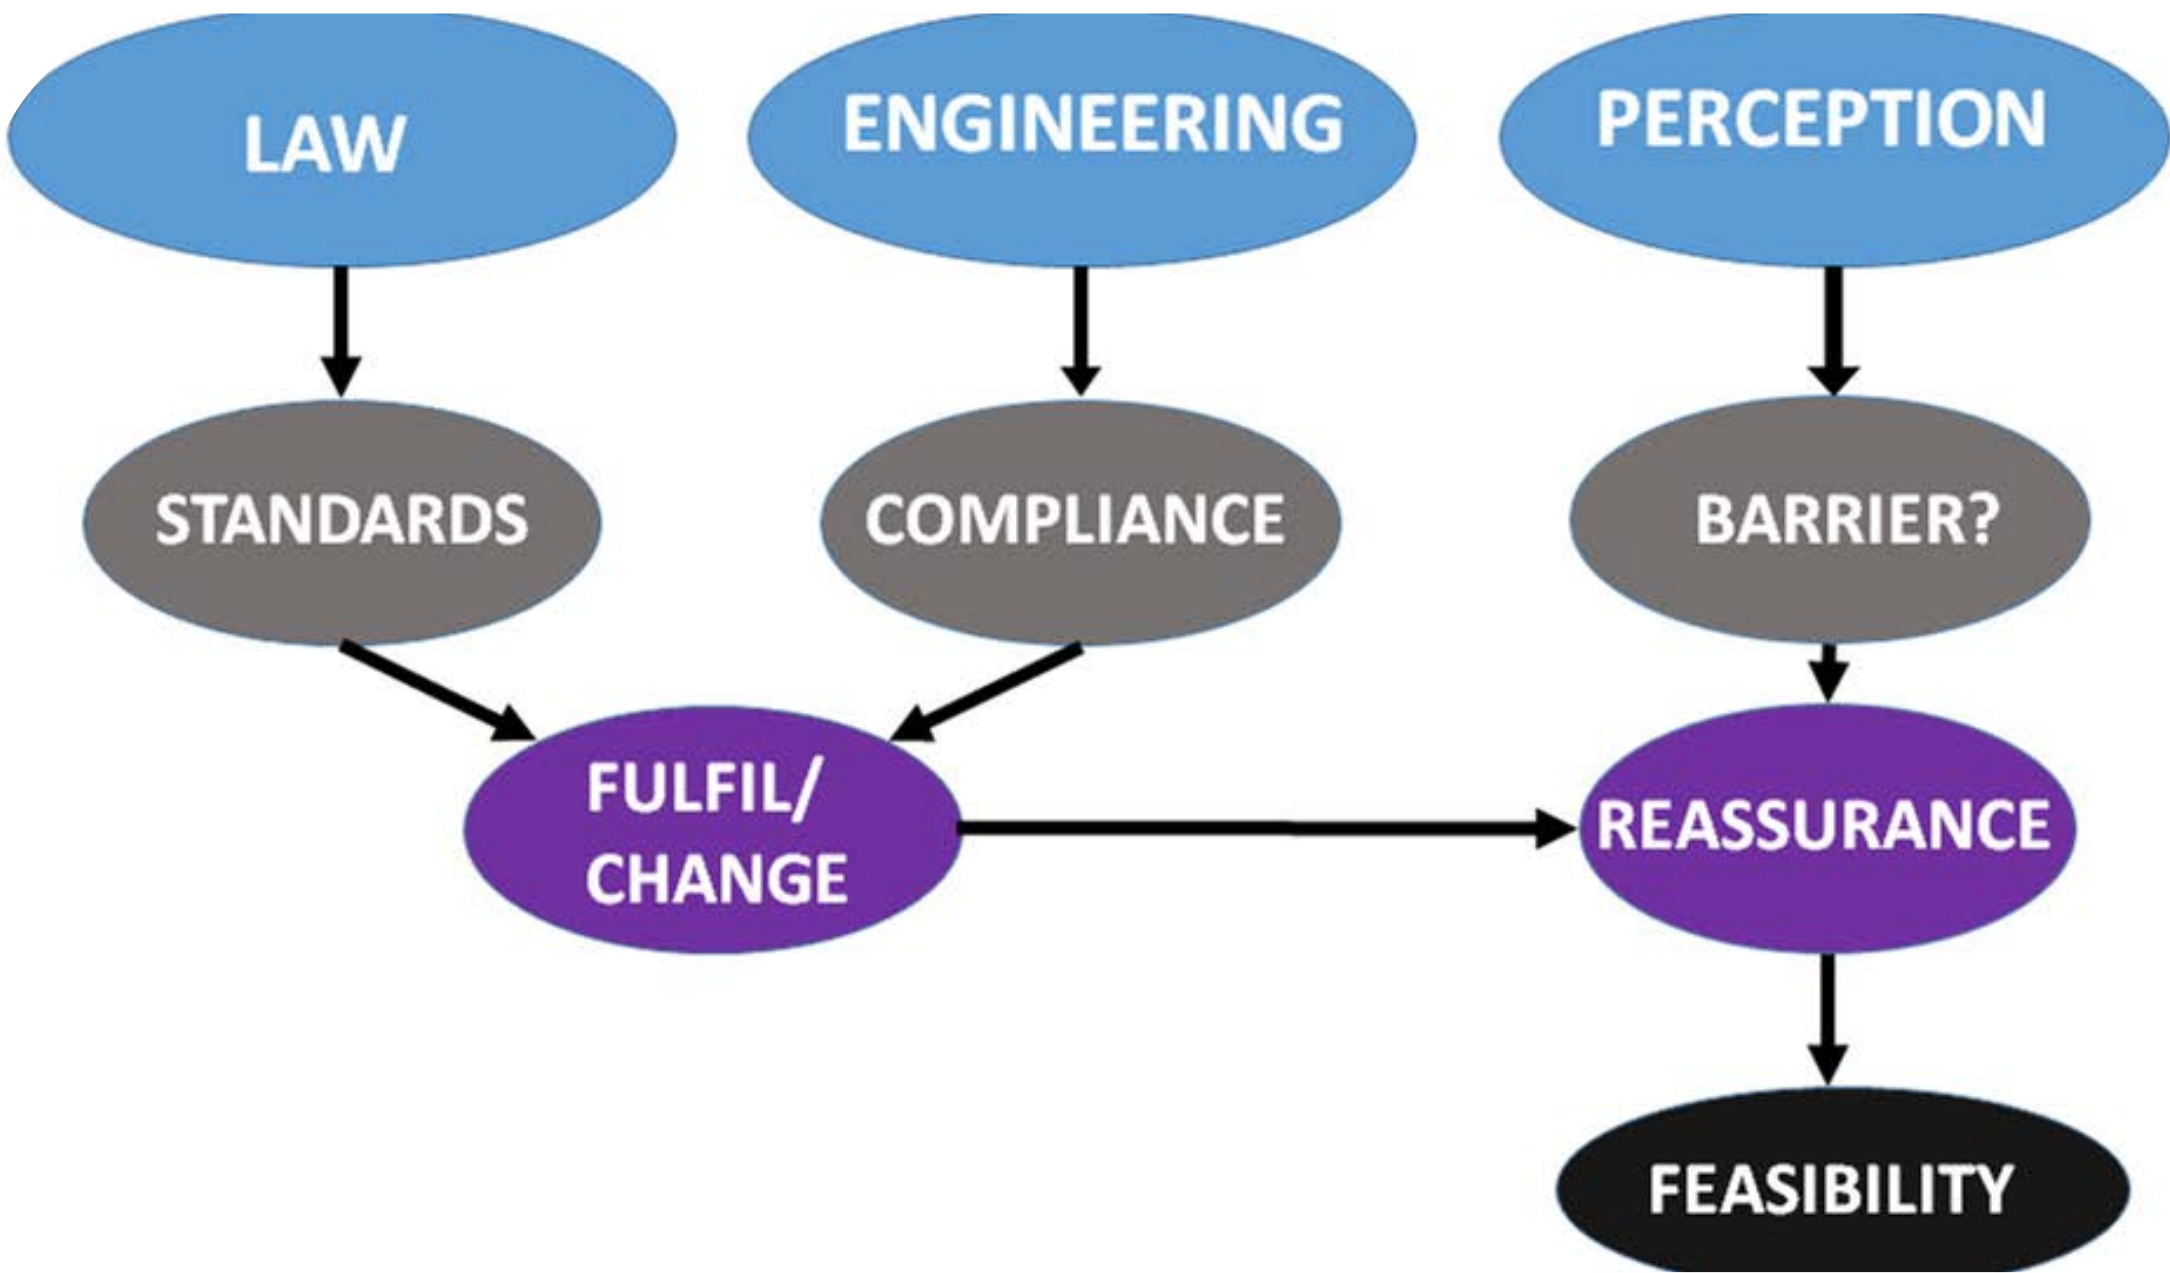 LAW
ENGINEERING
PERCEPTION
STANDARDS
COMPLIANCE
BARRIER?
FULFIL/
CHANGE
REASSURANCE
FEASIBILITY